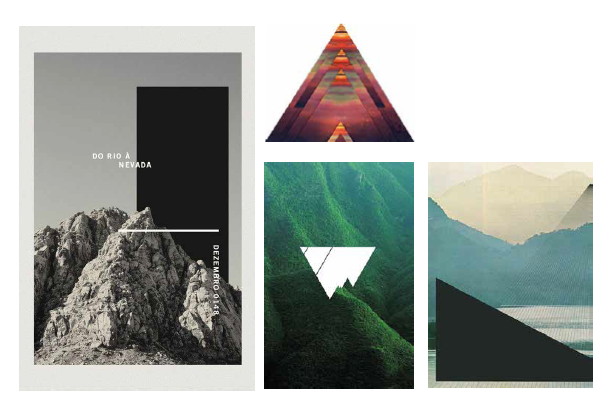 DO RIO À
NEVADA
DEZEMBRO 0148